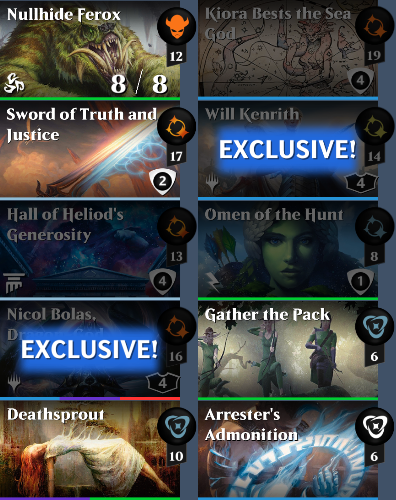 Nullhide Ferox
12
8 / 8
Kiora Bests the Sea
God
19
4
Sword of Truth and
Justice
17
2
Will Kenrith
EXCLUSIVE!
14
4
Hall of Heliod's
Generosity
13
4
Omen of the Hunt
8
1
Nicol Bolas,
EXCLUSIVE!
16
4
Gather the Pack
6
Deathsprout
10
Arrester's
Admonition
6